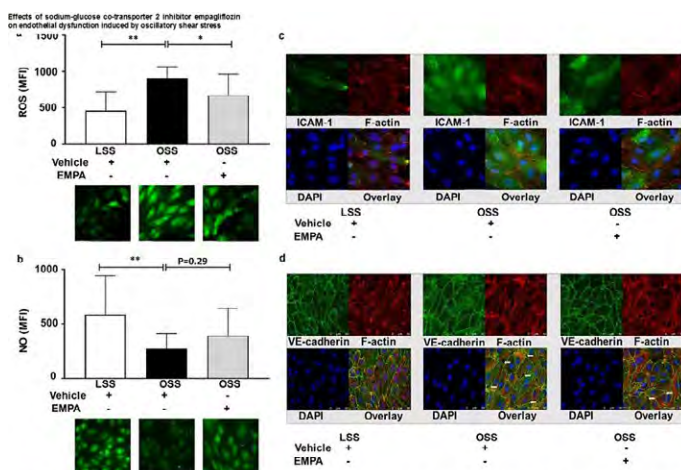 Effects of sodium-glucose co-transporter 2 inhibitor empagliflozin
on endothelial dysfunction induced by oscillatory shear stress
a
** *
1500
1000
500
0
ROS (MFI)
LSS OSS OSS
Vehicle + + -
EMPA - - +
b
** P=0.29
1000
500
0
NO (MFI)
LSS OSS OSS
Vehicle + + -
EMPA - - +
c
ICAM-1 F-actin ICAM-1 F-actin ICAM-1 F-actin
DAPI Overlay DAPI Overlay DAPI Overlay
LSS OSS OSS
Vehicle + + -
EMPA - - +
d
VE-cadherin F-actin VE-cadherin F-actin VE-cadherin F-actin
DAPI Overlay DAPI Overlay DAPI Overlay
LSS OSS OSS
Vehicle + + -
EMPA - - +